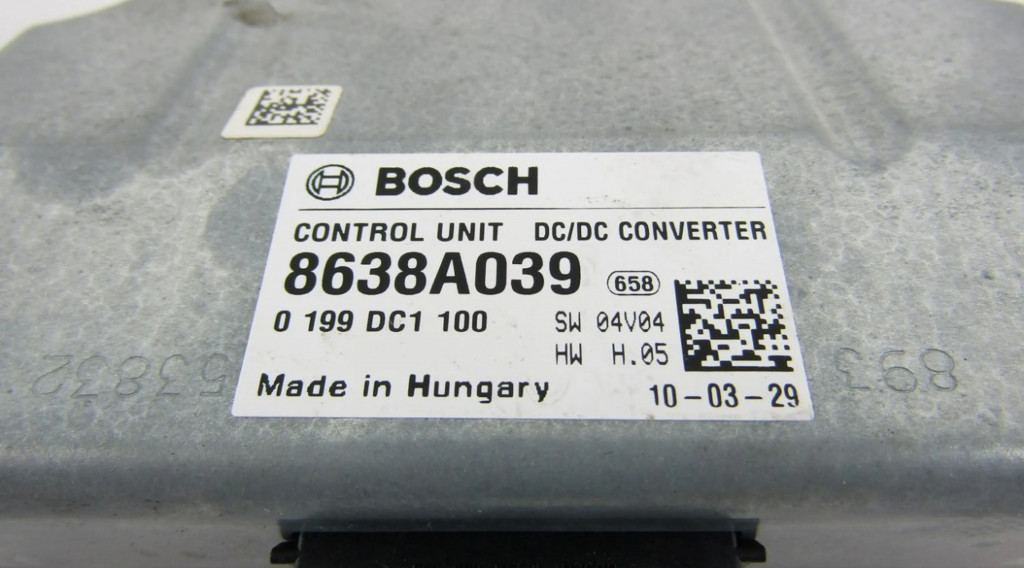 BOSCH
CONTROL UNIT DC/DC CONVERTER
8638A039 658
0 199 DC1 100 SW 04V04
HW H.05
Made in Hungary 10-03-29